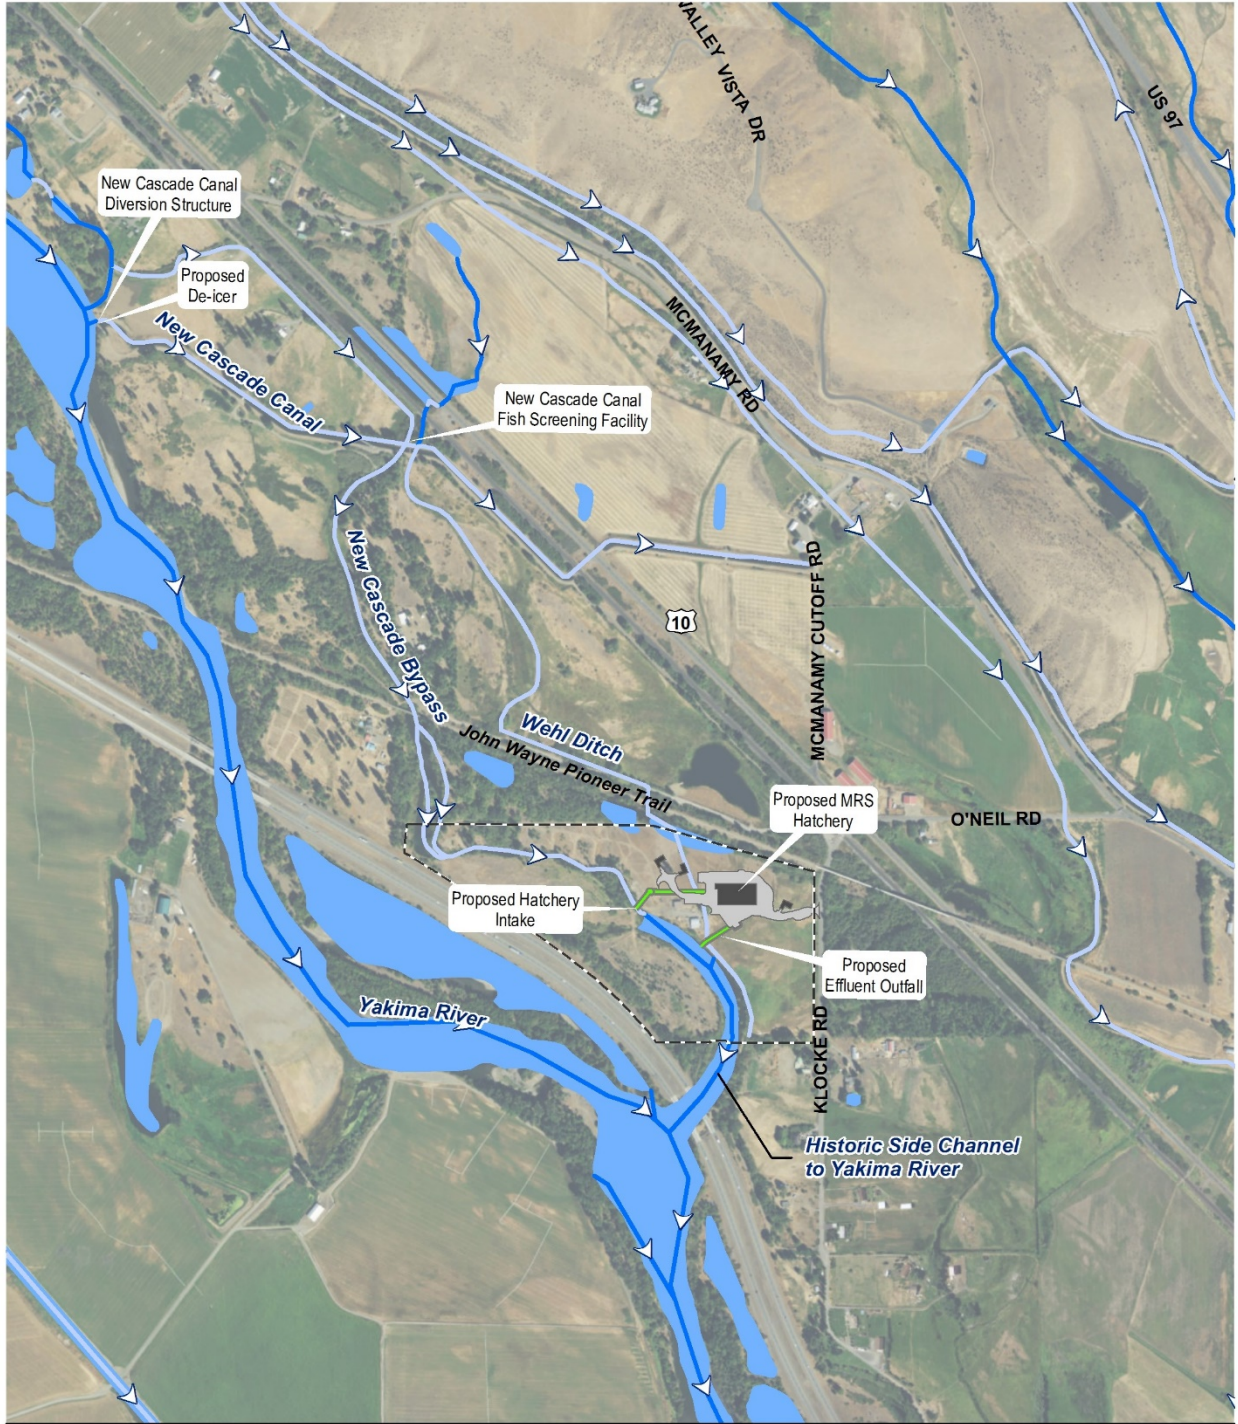 VALLEY VISTA DR
US 97
New Cascade Canal
Diversion Structure
Proposed
De-icer
New Cascade Canal
MCMANAMY RD
New Cascade Canal
Fish Screening Facility
New Cascade Bypass
10
MCMANAMY CUTOFF RD
Wehl Ditch
John Wayne Pioneer Trail
Proposed MRS
Hatchery
O'NEIL RD
Proposed Hatchery
Intake
Proposed
Effluent Outfall
Yakima River
KLOCKE RD
Historic Side Channel
to Yakima River